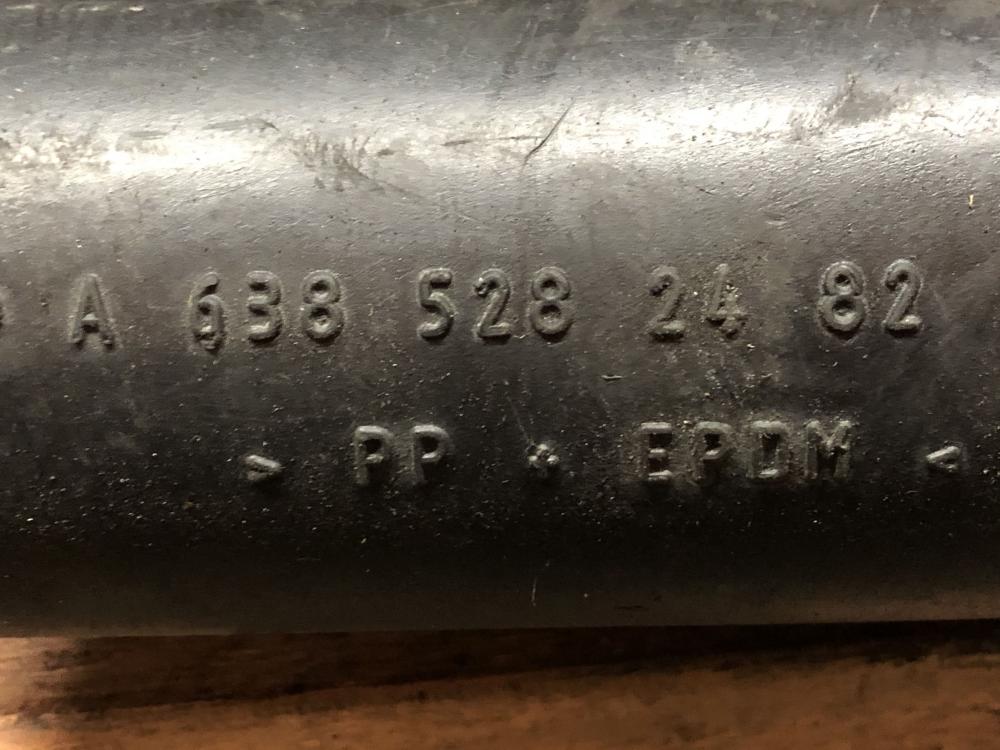 A 638 528 24 82
> PP + EPDM <